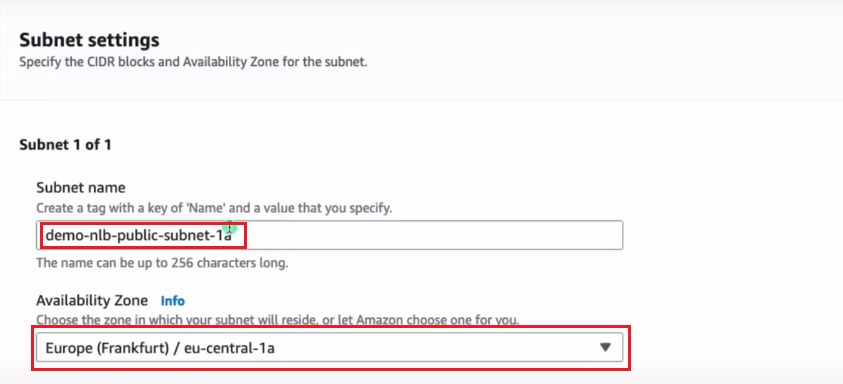 Subnet settings
Specify the CIDR blocks and Availability Zone for the subnet.
Subnet 1 of 1
Subnet name
Create a tag with a key of 'Name' and a value that you specify.
demo-nlb-public-subnet-1a
The name can be up to 256 characters long.
Availability Zone Info
Choose the zone in which your subnet will reside, or let Amazon choose one for you.
Europe (Frankfurt) / eu-central-1a